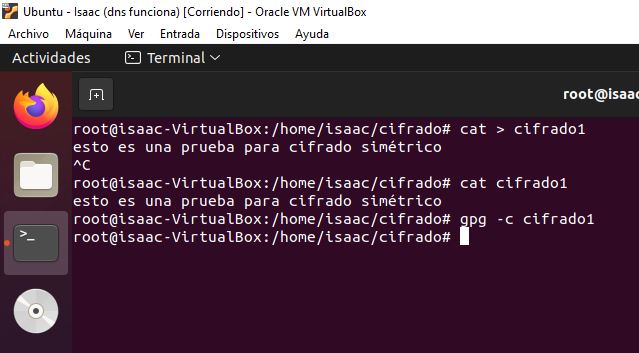 Ubuntu - Isaac (dns funciona) [Corriendo] - Oracle VM VirtualBox
Archivo Máquina Ver Entrada Dispositivos Ayuda
Actividades Terminal
root@isaa
root@isaac-VirtualBox:/home/isaac/cifrado# cat > cifrado1
esto es una prueba para cifrado simétrico
^C
root@isaac-VirtualBox:/home/isaac/cifrado# cat cifrado1
esto es una prueba para cifrado simétrico
root@isaac-VirtualBox:/home/isaac/cifrado# gpg -c cifrado1
root@isaac-VirtualBox:/home/isaac/cifrado#
>_